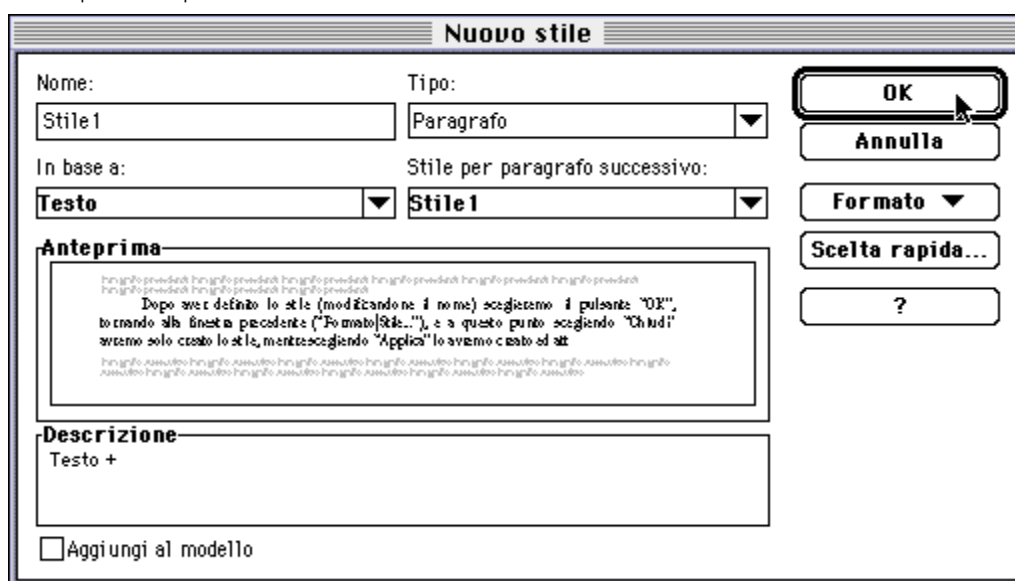 Nuovo stile
Nome:
Tipo:
OK
Stile1
Paragrafo
Annulla
In base a:
Stile per paragrafo successivo:
Testo
Stile1
Formato
Scelta rapida...
Anteprima
?
Dopo aver definito lo stile (modificandone il nome) sceglieremo il pulsante "OK",
tornando alla finestra precedente ("Formato|Stile..."), e a questo punto scegliendo "Chiudi"
avremo solo creato lo stile, mentre scegliendo "Applica" lo avremo creato ed att
Descrizione
Testo +
Aggiungi al modello